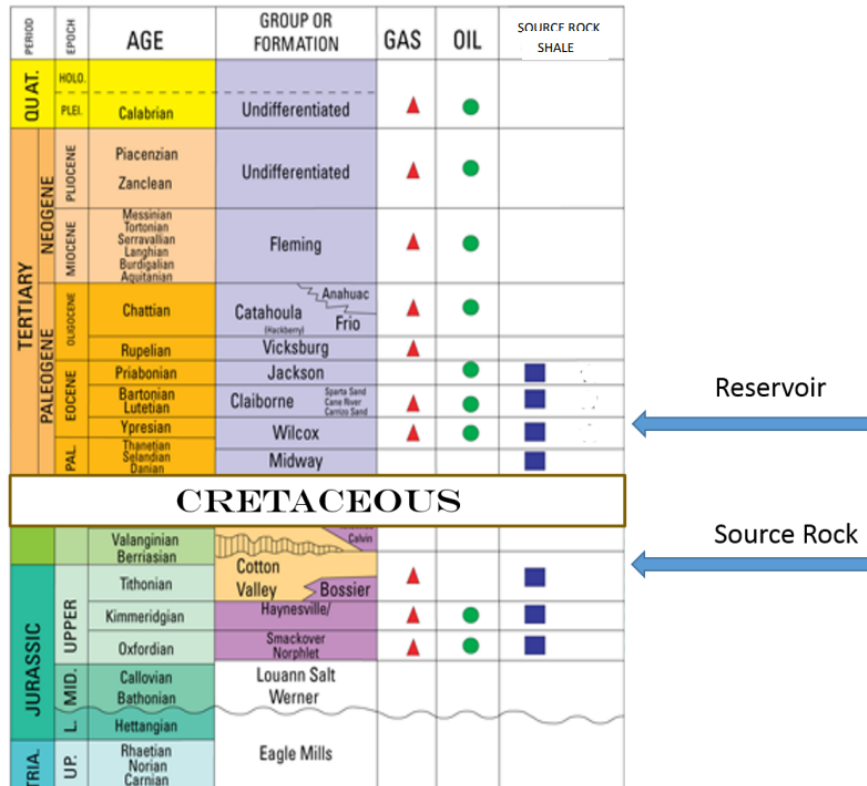 PERIOD
EPOCH
AGE
GROUP OR
FORMATION
GAS
OIL
SOURCE ROCK
SHALE
QUAT.
HOLO.
PLEI.
Calabrian
Undifferentiated
TERTIARY
NEOGENE
PLIOCENE
Piacenzian
Zanclean
Undifferentiated
MIOCENE
Messinian
Tortonian
Serravallian
Langhian
Burdigalian
Aquitanian
Fleming
PALEOGENE
OLIGOCENE
Chattian
Anahuac
Catahoula
(Hackberry)
Frio
Rupelian
Vicksburg
EOCENE
Priabonian
Jackson
Bartonian
Lutetian
Claiborne
Sparta Sand
Cane River
Carrizo Sand
Reservoir
Ypresian
Wilcox
PAL.
Thanetian
Selandian
Danian
Midway
CRETACEOUS
Valanginian
Berriasian
Calvin
Source Rock
JURASSIC
UPPER
Tithonian
Cotton
Valley
Bossier
Kimmeridgian
Haynesville/
Oxfordian
Smackover
Norphlet
MID.
Callovian
Bathonian
Louann Salt
Werner
L.
Hettangian
TRIA.
UP.
Rhaetian
Norian
Carnian
Eagle Mills